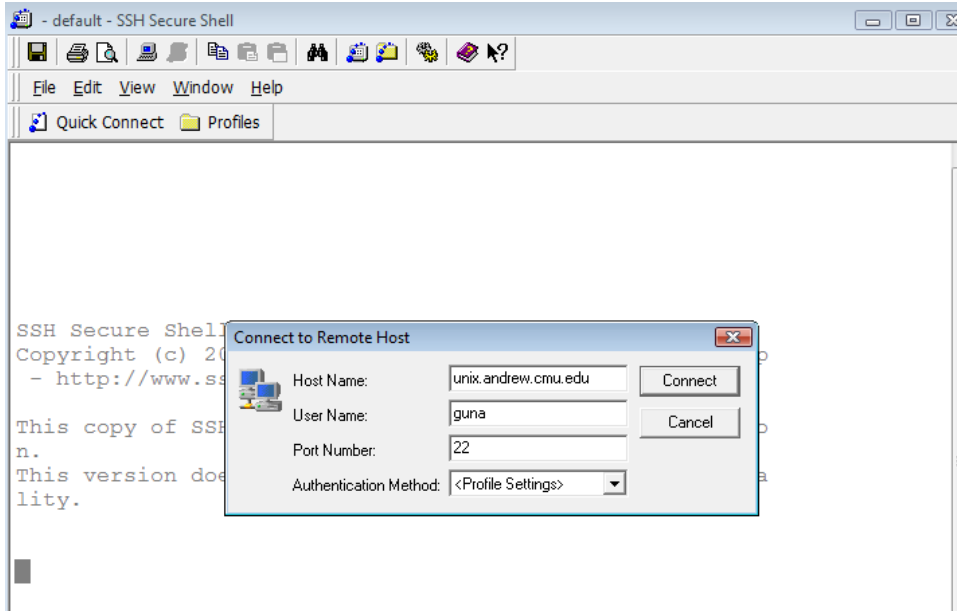 - default - SSH Secure Shell
File Edit View Window Help
Quick Connect Profiles
SSH Secure Shell
Copyright (c) 20
- http://www.ss
This copy of SSH
n.
This version doe
lity.
Connect to Remote Host
Host Name: unix.andrew.cmu.edu Connect
User Name: guna Cancel
Port Number: 22
Authentication Method: <Profile Settings>